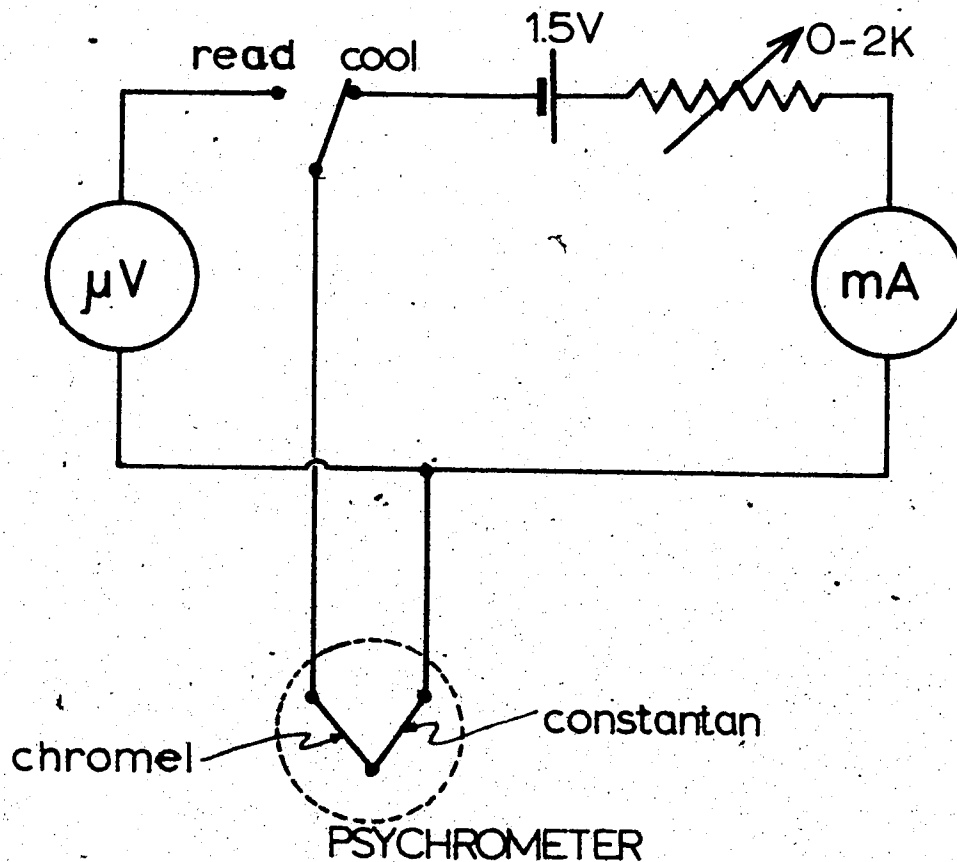 1.5V
read cool
0-2K
µV
mA
chromel
constantan
PSYCHROMETER